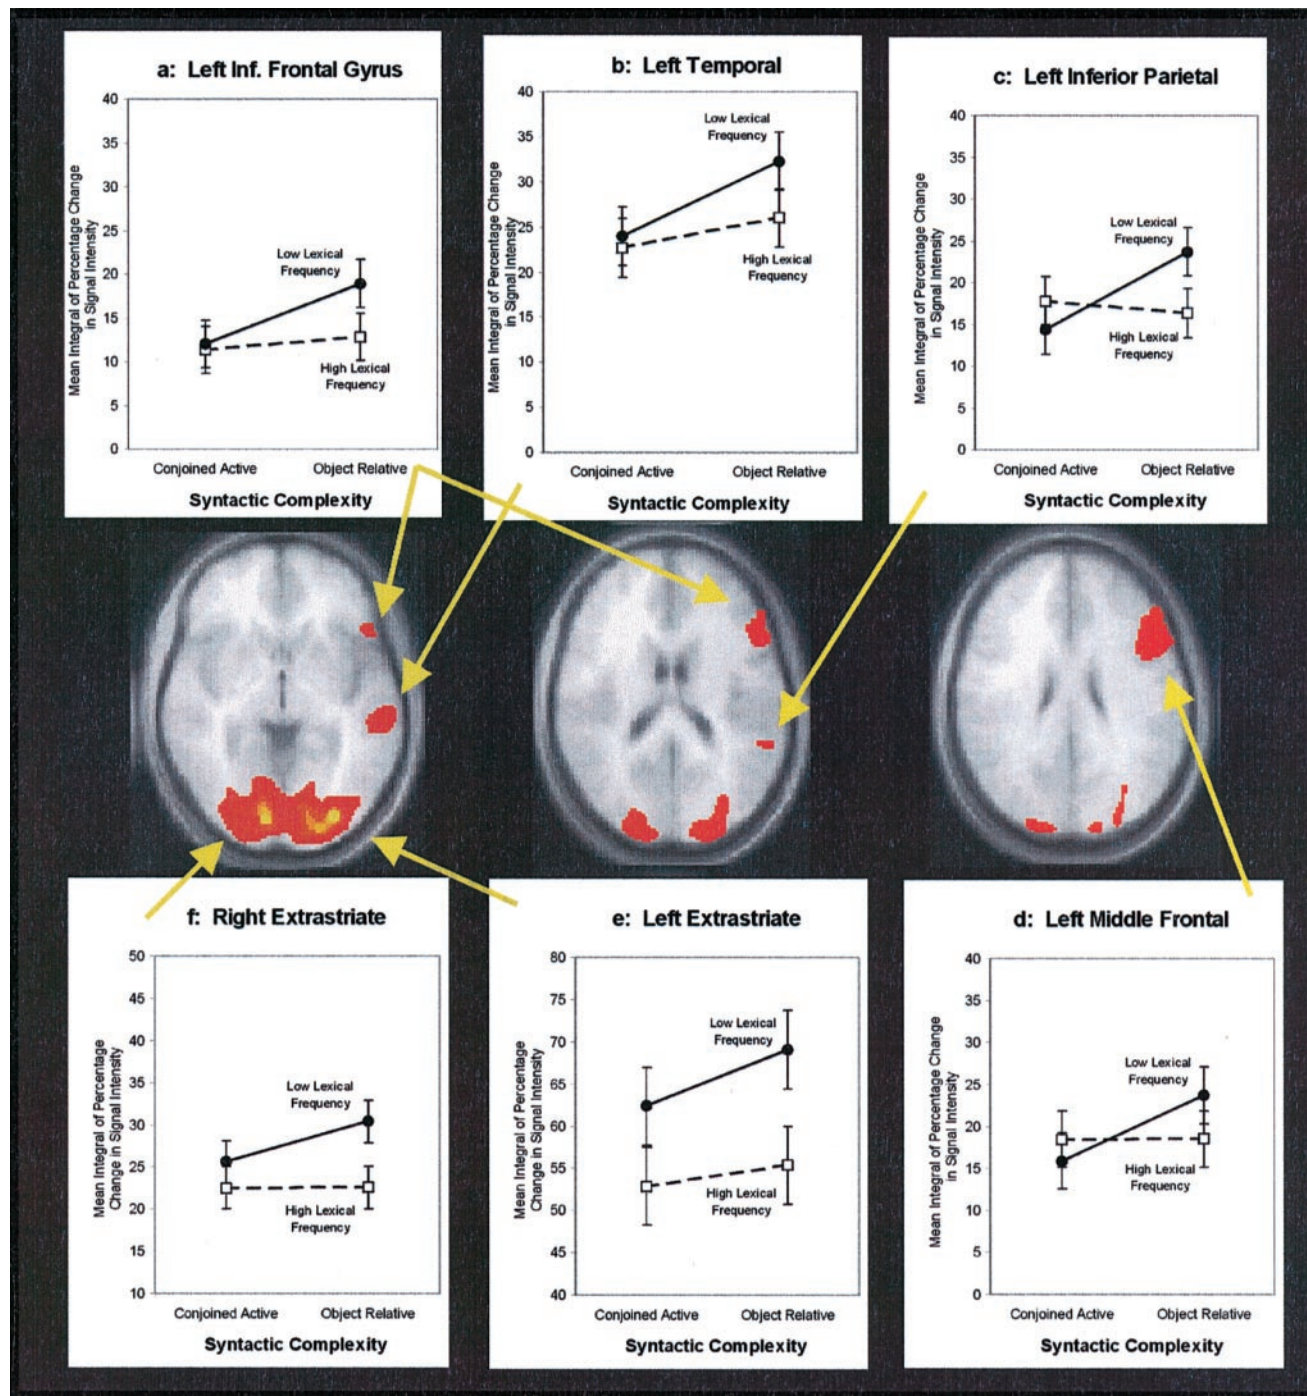 a: Left Inf. Frontal Gyrus
Mean Integral of Percentage Change
in Signal Intensity
40
35
30
25
20
15
10
5
0
Low Lexical
Frequency
High Lexical
Frequency
Conjoined Active
Object Relative
Syntactic Complexity
b: Left Temporal
Mean Integral of Percentage Change
in Signal Intensity
40
35
30
25
20
15
10
5
0
Low Lexical
Frequency
High Lexical
Frequency
Conjoined Active
Object Relative
Syntactic Complexity
c: Left Inferior Parietal
Mean Integral of Percentage Change
in Signal Intensity
40
35
30
25
20
15
10
5
0
Low Lexical
Frequency
High Lexical
Frequency
Conjoined Active
Object Relative
Syntactic Complexity
f: Right Extrastriate
Mean Integral of Percentage
Change in Signal Intensity
50
45
40
35
30
25
20
15
10
Low Lexical
Frequency
High Lexical
Frequency
Conjoined Active
Object Relative
Syntactic Complexity
e: Left Extrastriate
Mean Integral of Percentage
Change in Signal Intensity
80
75
70
65
60
55
50
45
40
Low Lexical
Frequency
High Lexical
Frequency
Conjoined Active
Object Relative
Syntactic Complexity
d: Left Middle Frontal
Mean Integral of Percentage Change
in Signal Intensity
40
35
30
25
20
15
10
5
0
Low Lexical
Frequency
High Lexical
Frequency
Conjoined Active
Object Relative
Syntactic Complexity